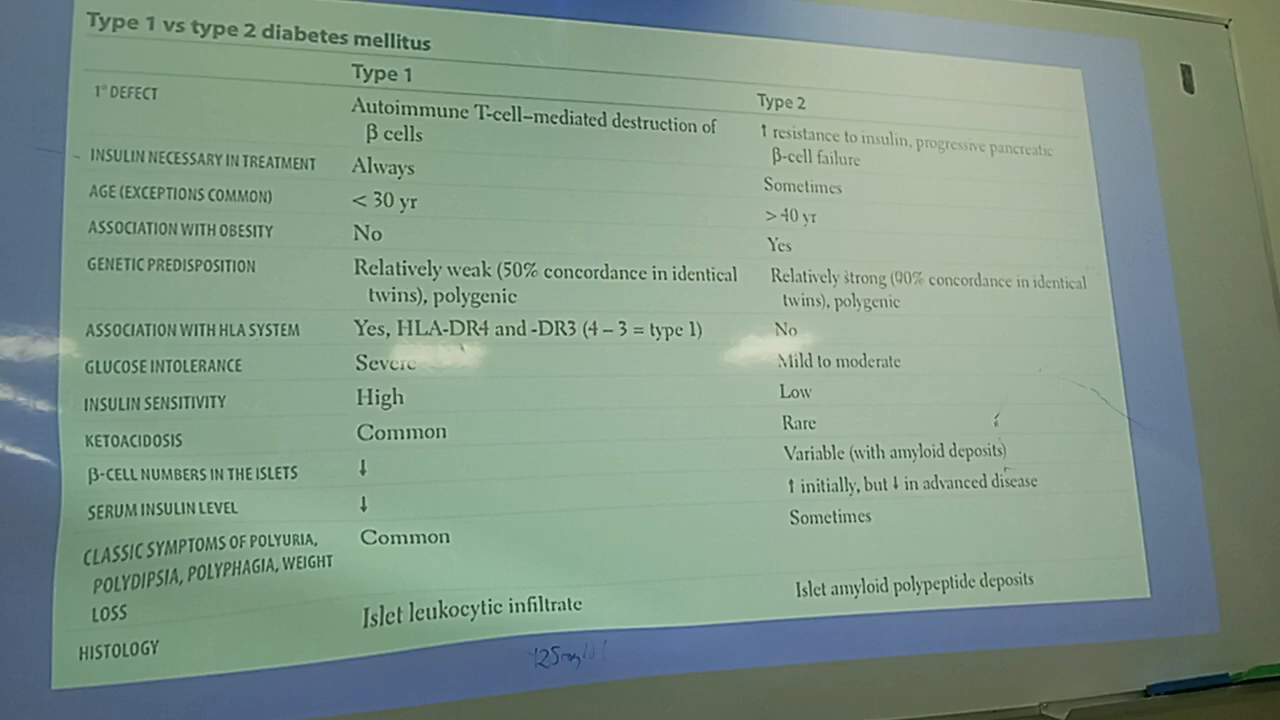 Type 1 vs type 2 diabetes mellitus
Type 1
Type 2
1° DEFECT
Autoimmune T-cell–mediated destruction of
β cells
↑ resistance to insulin, progressive pancreatic
β-cell failure
INSULIN NECESSARY IN TREATMENT
Always
Sometimes
AGE (EXCEPTIONS COMMON)
< 30 yr
> 40 yr
ASSOCIATION WITH OBESITY
No
Yes
GENETIC PREDISPOSITION
Relatively weak (50% concordance in identical
twins), polygenic
Relatively strong (90% concordance in identical
twins), polygenic
ASSOCIATION WITH HLA SYSTEM
Yes, HLA-DR4 and -DR3 (4 – 3 = type 1)
No
GLUCOSE INTOLERANCE
Severe
Mild to moderate
INSULIN SENSITIVITY
High
Low
KETOACIDOSIS
Common
Rare
β-CELL NUMBERS IN THE ISLETS
↓
Variable (with amyloid deposits)
SERUM INSULIN LEVEL
↓
↑ initially, but ↓ in advanced disease
CLASSIC SYMPTOMS OF POLYURIA,
POLYDIPSIA, POLYPHAGIA, WEIGHT
LOSS
Common
Sometimes
HISTOLOGY
Islet leukocytic infiltrate
Islet amyloid polypeptide deposits